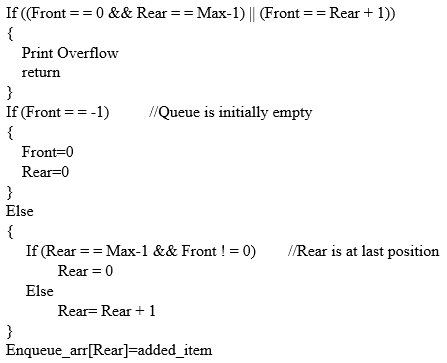 If ((Front = = 0 && Rear = = Max-1) || (Front = = Rear + 1))
{
Print Overflow
return
}
If (Front = = -1) //Queue is initially empty
{
Front=0
Rear=0
}
Else
{
If (Rear = = Max-1 && Front ! = 0) //Rear is at last position
Rear = 0
Else
Rear= Rear + 1
}
Enqueue_arr[Rear]=added_item